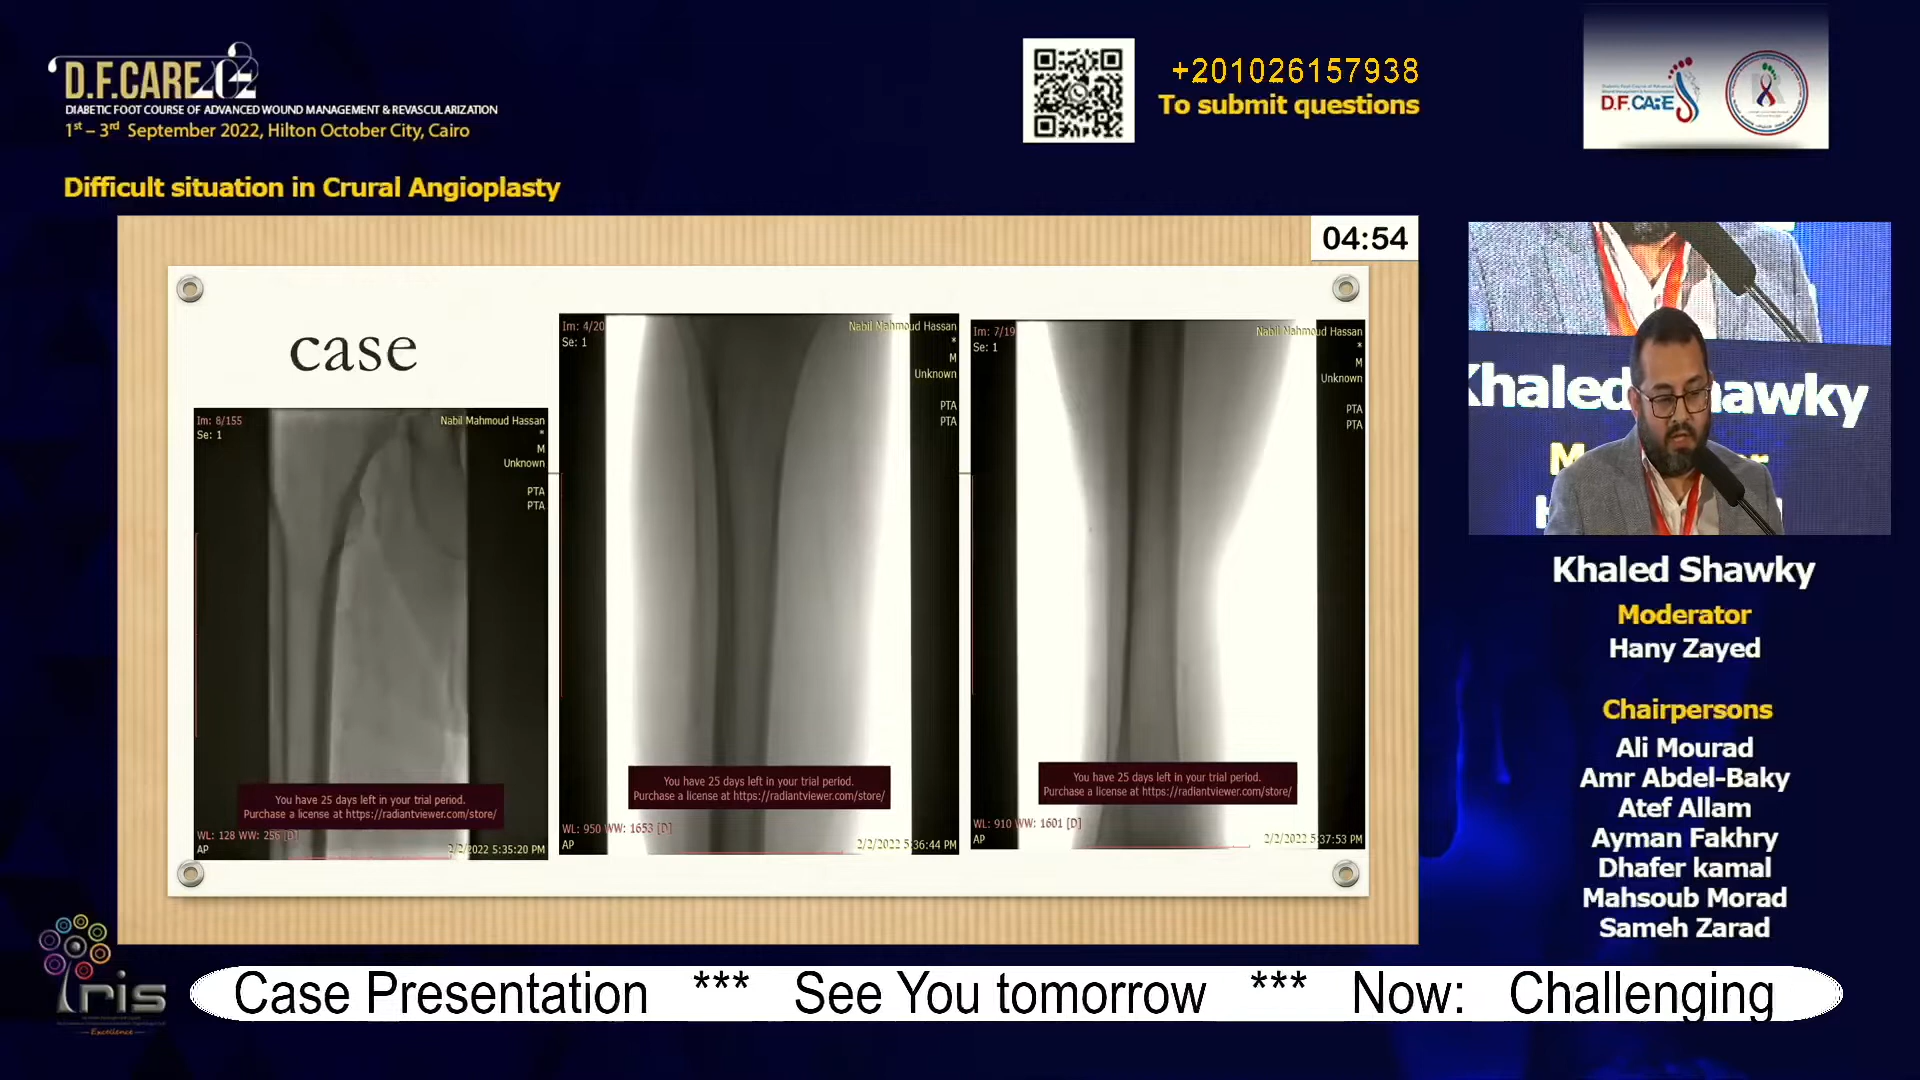 D.F.CARE
DIABETIC FOOT COURSE OF ADVANCED WOUND MANAGEMENT & REVASCULARIZATION
1st – 3rd September 2022, Hilton October City, Cairo
+201026157938
To submit questions
D.F.CARE
Difficult situation in Crural Angioplasty
04:54
case
Im: 8/155
Se: 1
Nabil Mahmoud Hassan
*
M
Unknown
PTA
PTA
You have 25 days left in your trial period.
Purchase a license at https://radiantviewer.com/store/
WL: 128 WW: 256 [D]
AP
2/2/2022 5:35:20 PM
Im: 4/20
Se: 1
Nabil Mahmoud Hassan
*
M
Unknown
PTA
PTA
You have 25 days left in your trial period.
Purchase a license at https://radiantviewer.com/store/
WL: 950 WW: 1653 [D]
AP
2/2/2022 5:36:44 PM
Im: 7/19
Se: 1
Nabil Mahmoud Hassan
*
M
Unknown
PTA
PTA
You have 25 days left in your trial period.
Purchase a license at https://radiantviewer.com/store/
WL: 910 WW: 1601 [D]
AP
2/2/2022 5:37:53 PM
Khaled Shawky
Moderator
Hany Zayed
Chairpersons
Ali Mourad
Amr Abdel-Baky
Atef Allam
Ayman Fakhry
Dhafer kamal
Mahsoub Morad
Sameh Zarad
Iris
Excellence
Case Presentation *** See You tomorrow *** Now: Challenging